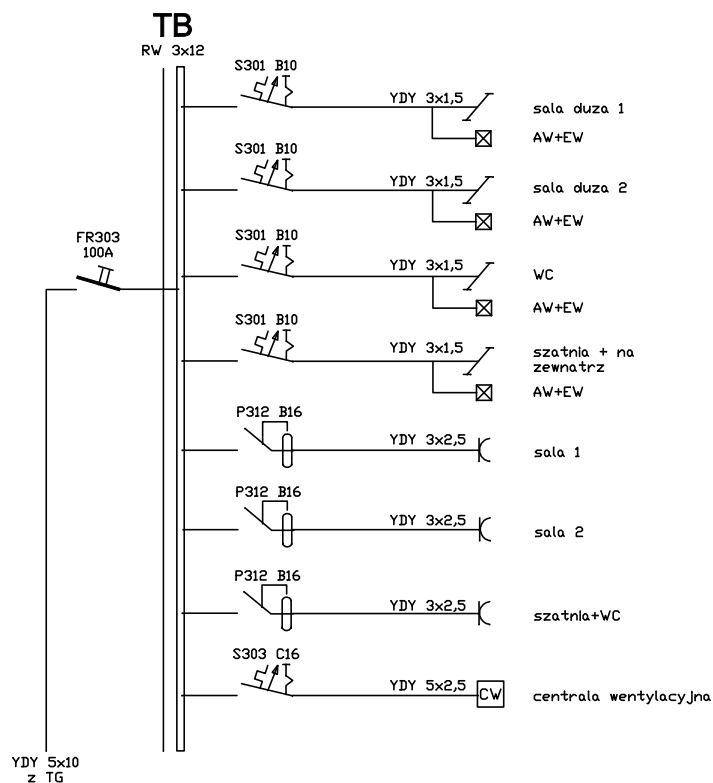 TB
RW 3x12
S301 B10
YDY 3x1,5
sala duza 1
AW+EW
S301 B10
YDY 3x1,5
sala duza 2
AW+EW
FR303
100A
S301 B10
YDY 3x1,5
WC
AW+EW
S301 B10
YDY 3x1,5
szatnia + na
zewnatrz
AW+EW
P312 B16
YDY 3x2,5
sala 1
P312 B16
YDY 3x2,5
sala 2
P312 B16
YDY 3x2,5
szatnia+WC
S303 C16
YDY 5x2,5
CW
centrala wentylacyjna
YDY 5x10
z TG